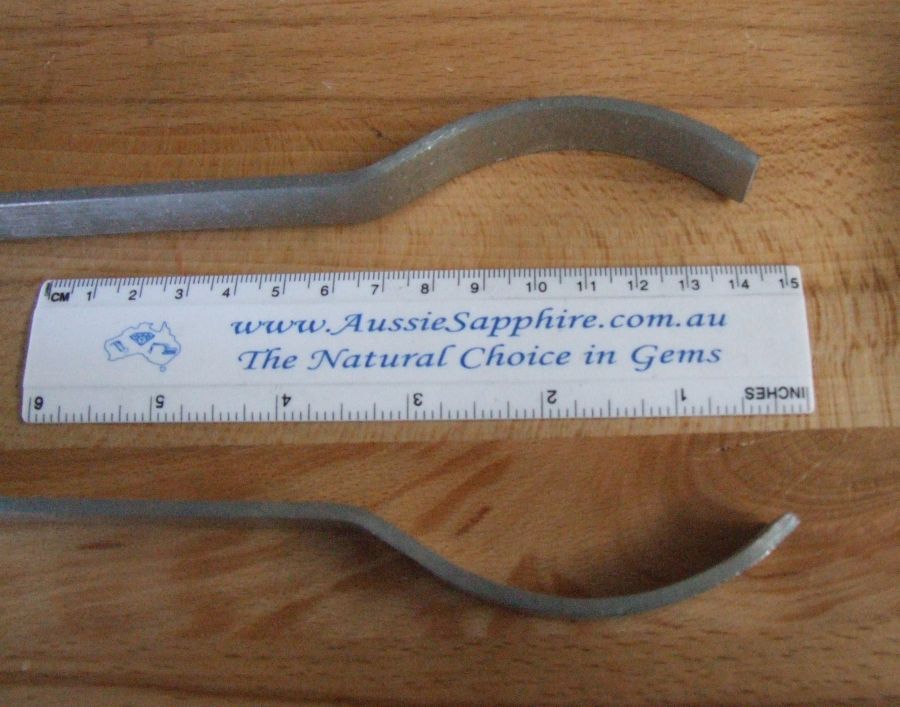 CM 1 2 3 4 5 6 7 8 9 10 11 12 13 14 15
www.AussieSapphire.com.au
The Natural Choice in Gems
6 5 4 3 2 1 INCHES